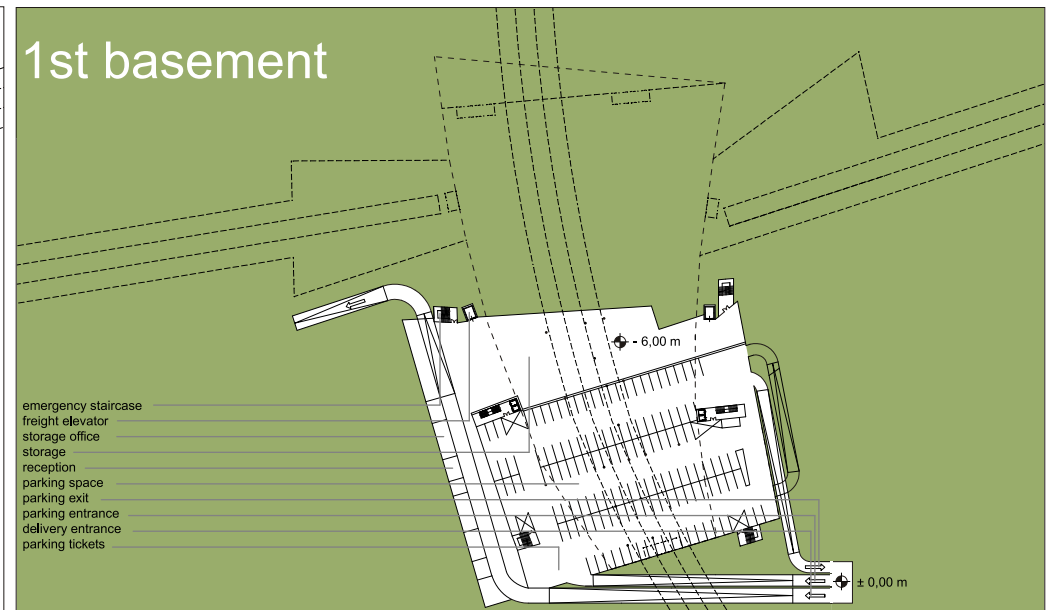 1st basement
- 6,00 m
emergency staircase
freight elevator
storage office
storage
reception
parking space
parking exit
parking entrance
delivery entrance
parking tickets
± 0,00 m